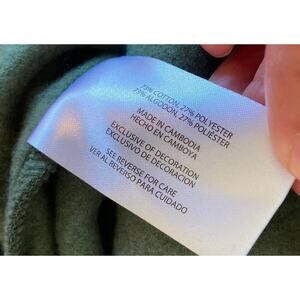 73% COTTON, 27% POLYESTER
73% ALGODON, 27% POLIESTER
MADE IN CAMBODIA
HECHO EN CAMBOYA
EXCLUSIVE OF DECORATION
EXCLUSIVO DE DECORACION
SEE REVERSE FOR CARE
VER AL REVERSO PARA CUIDADO